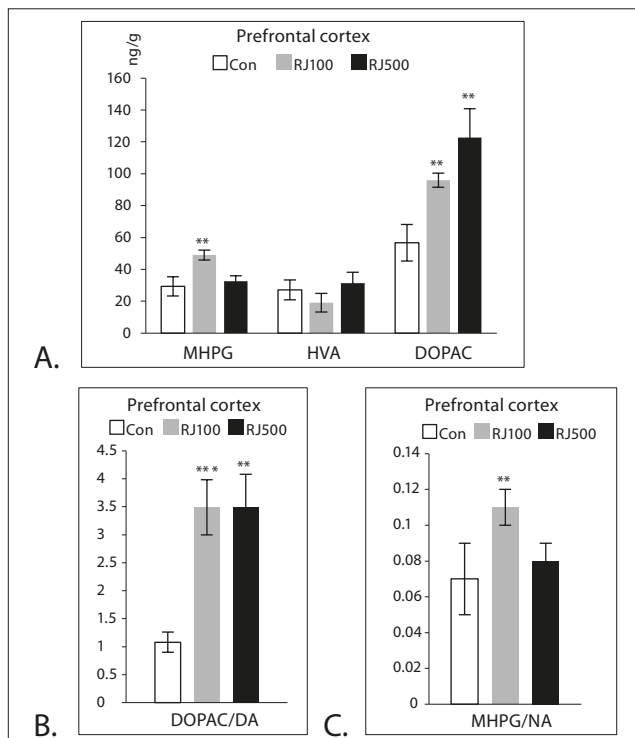 Prefrontal cortex
ng/g
Con RJ100 RJ500
160
140
120
100
80
60
40
20
0
**
**
**
MHPG HVA DOPAC
A.
Prefrontal cortex
Con RJ100 RJ500
4.5
4
3.5
3
2.5
2
1.5
1
0.5
0
*** **
DOPAC/DA
B.
Prefrontal cortex
Con RJ100 RJ500
0.14
0.12
0.10
0.08
0.06
0.04
0.02
0
**
MHPG/NA
C.